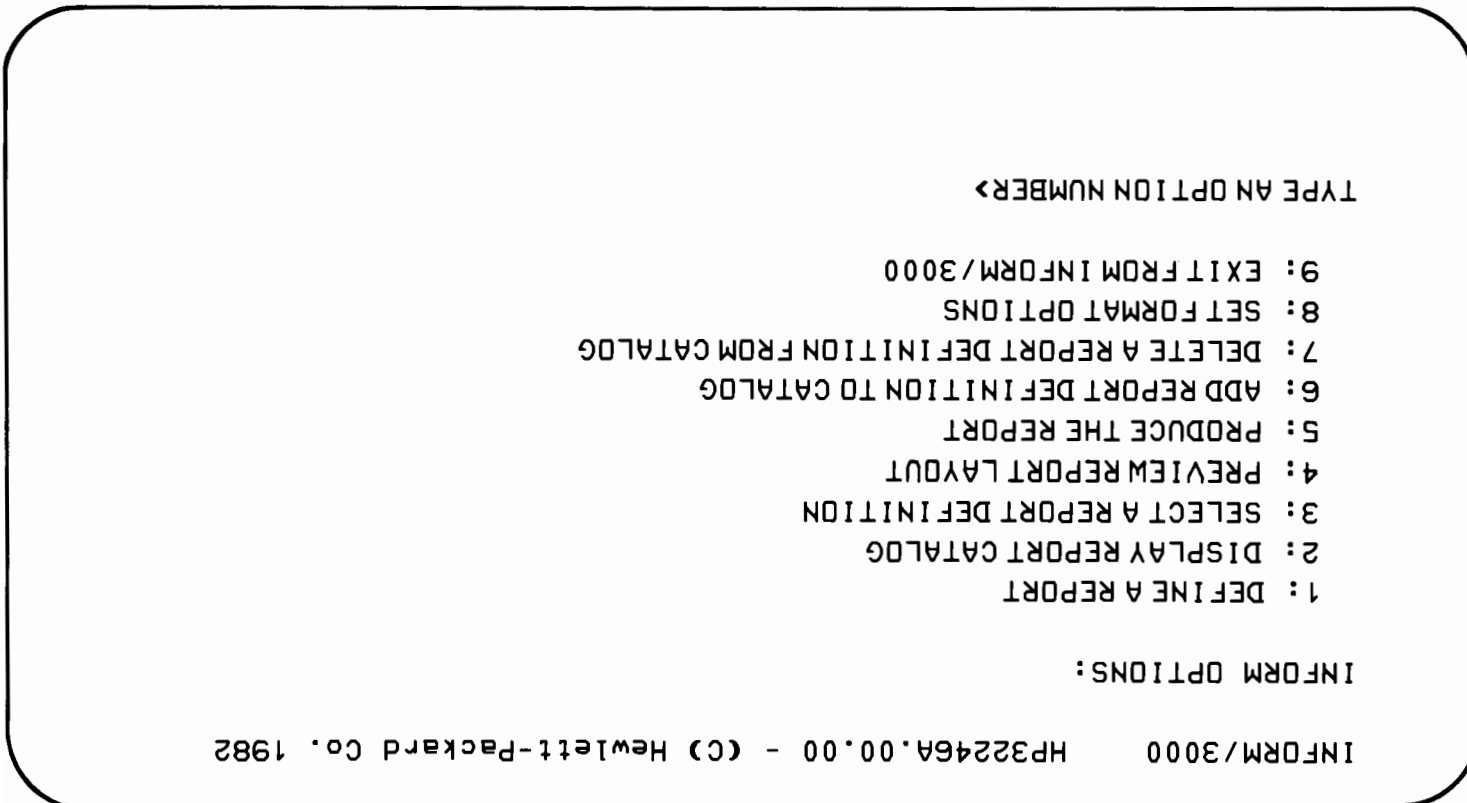 INFORM/3000 HP32246A.00.00 - (C) Hewlett-Packard Co. 1982
INFORM OPTIONS:
1: DEFINE A REPORT
2: DISPLAY REPORT CATALOG
3: SELECT A REPORT DEFINITION
4: PREVIEW REPORT LAYOUT
5: PRODUCE THE REPORT
6: ADD REPORT DEFINITION TO CATALOG
7: DELETE A REPORT DEFINITION FROM CATALOG
8: SET FORMAT OPTIONS
9: EXIT FROM INFORM/3000
TYPE AN OPTION NUMBER>